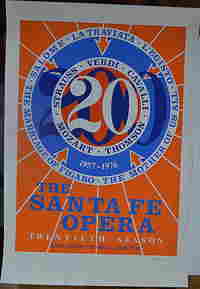 SALOME · LA TRAVIATA · L'EGISTO · THE MOTHER OF US ALL · THE MARRIAGE OF FIGARO ·
STRAUSS · VERDI · CAVALLI · THOMSON · MOZART ·
20
1957 - 1976
THE
SANTA FE
OPERA
TWENTIETH SEASON